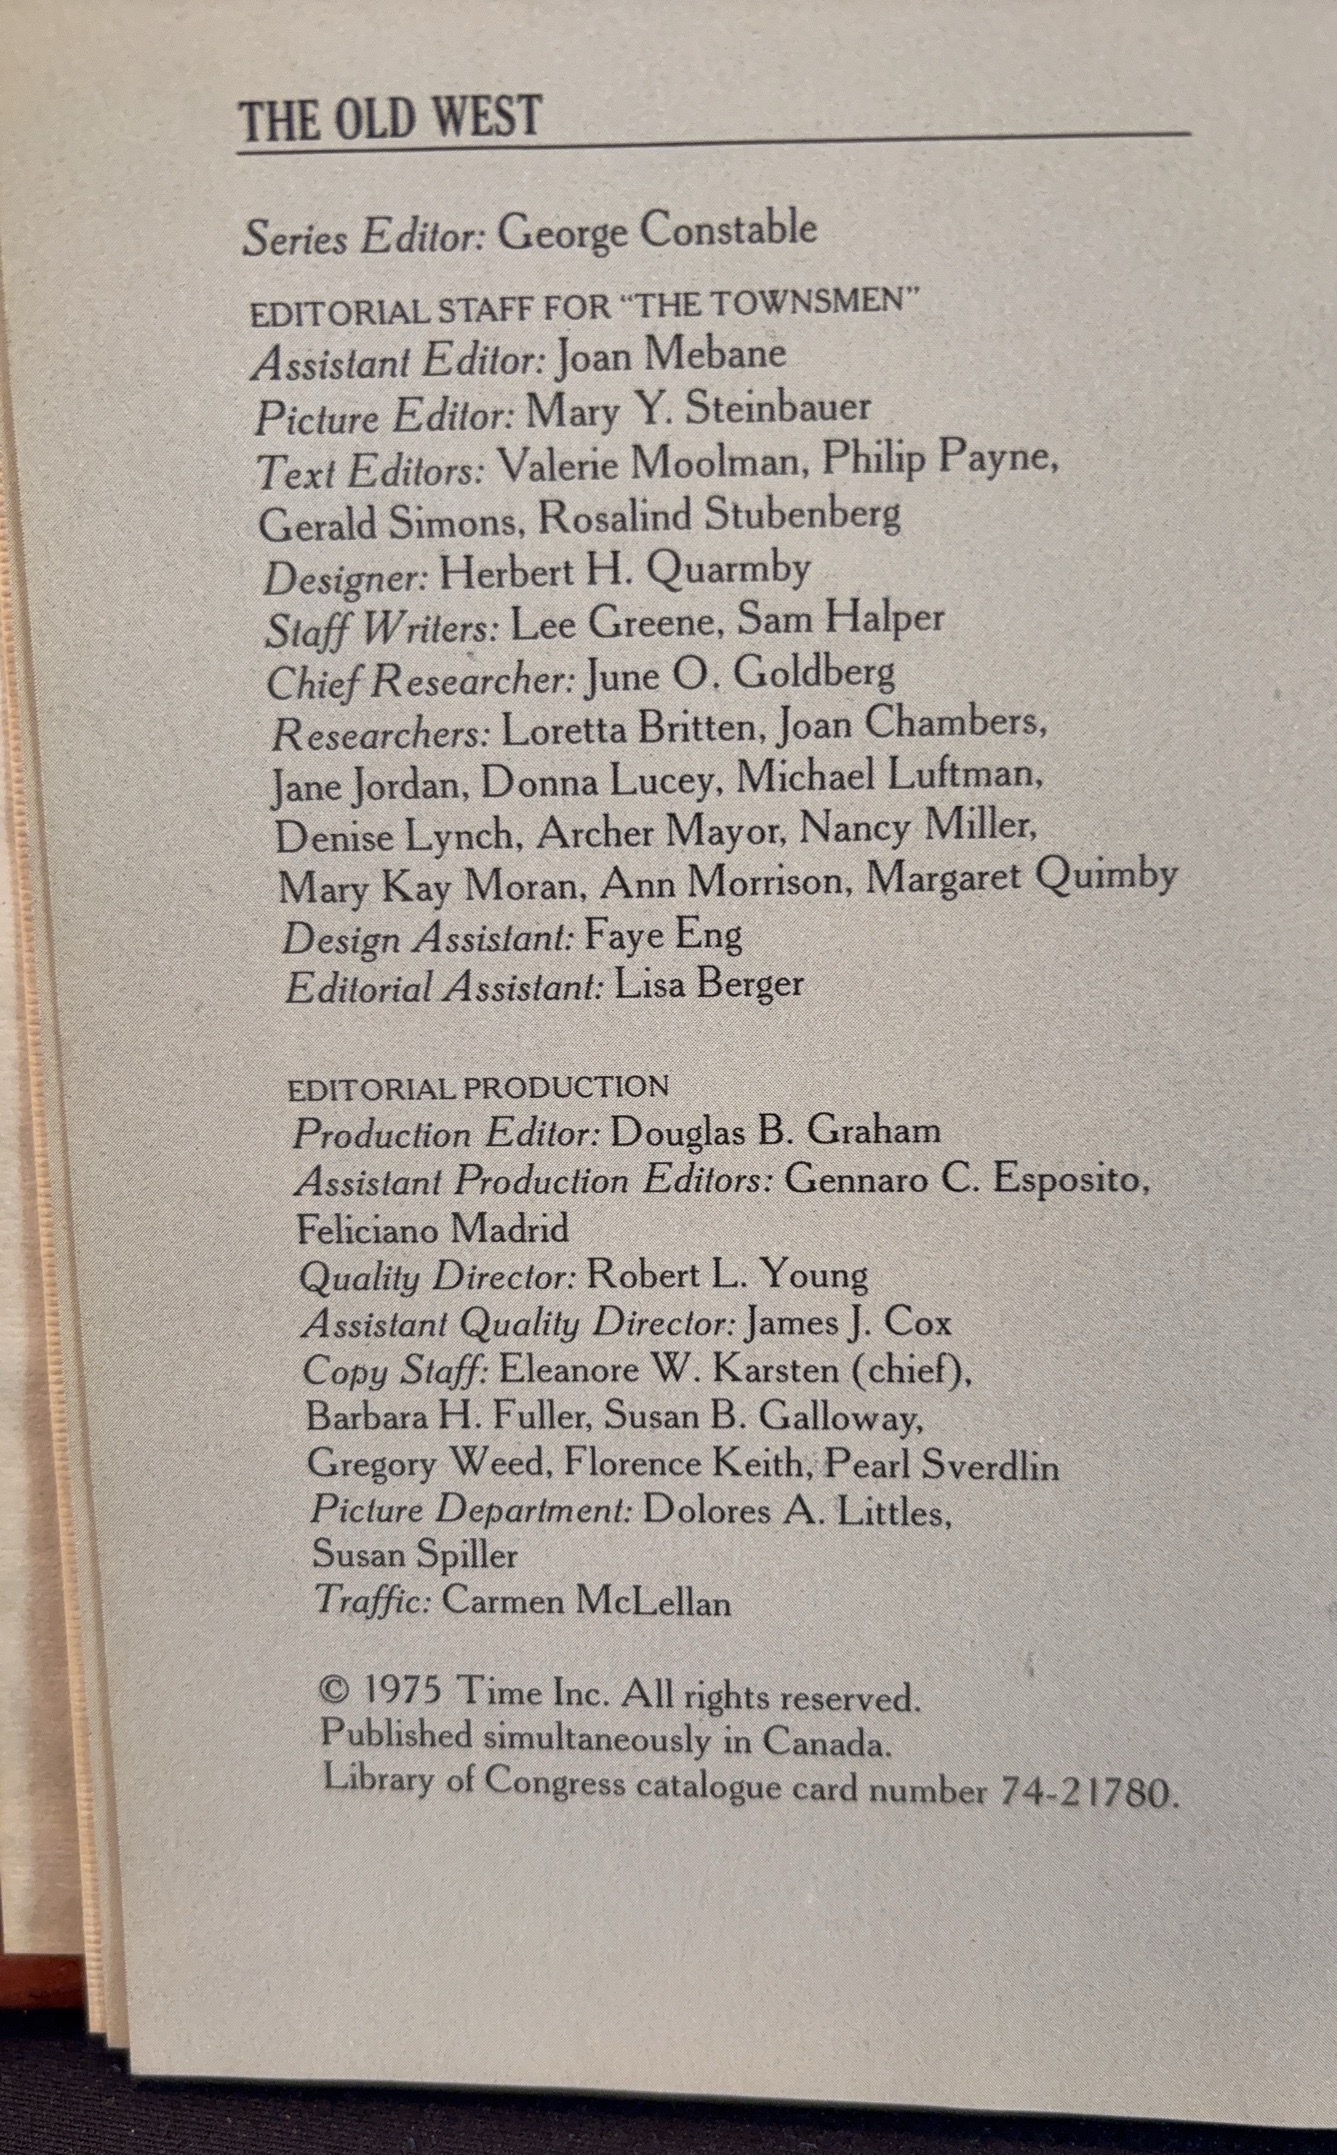 THE OLD WEST
Series Editor: George Constable
EDITORIAL STAFF FOR “THE TOWNSMEN”
Assistant Editor: Joan Mebane
Picture Editor: Mary Y. Steinbauer
Text Editors: Valerie Moolman, Philip Payne,
Gerald Simons, Rosalind Stubenberg
Designer: Herbert H. Quarmby
Staff Writers: Lee Greene, Sam Halper
Chief Researcher: June O. Goldberg
Researchers: Loretta Britten, Joan Chambers,
Jane Jordan, Donna Lucey, Michael Luftman,
Denise Lynch, Archer Mayor, Nancy Miller,
Mary Kay Moran, Ann Morrison, Margaret Quimby
Design Assistant: Faye Eng
Editorial Assistant: Lisa Berger
EDITORIAL PRODUCTION
Production Editor: Douglas B. Graham
Assistant Production Editors: Gennaro C. Esposito,
Feliciano Madrid
Quality Director: Robert L. Young
Assistant Quality Director: James J. Cox
Copy Staff: Eleanore W. Karsten (chief),
Barbara H. Fuller, Susan B. Galloway,
Gregory Weed, Florence Keith, Pearl Sverdlin
Picture Department: Dolores A. Littles,
Susan Spiller
Traffic: Carmen McLellan
© 1975 Time Inc. All rights reserved.
Published simultaneously in Canada.
Library of Congress catalogue card number 74-21780.